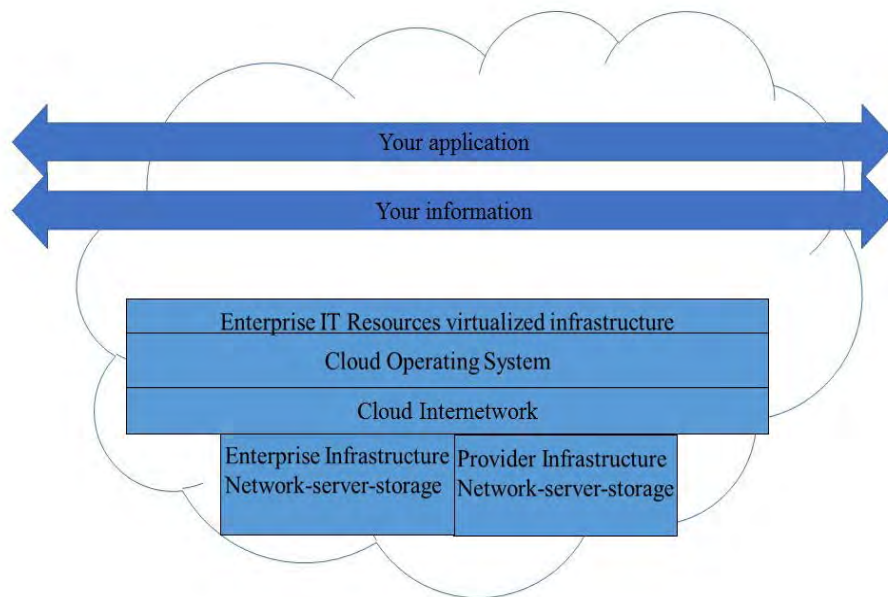 Your application
Your information
Enterprise IT Resources virtualized infrastructure
Cloud Operating System
Cloud Internetwork
Enterprise Infrastructure
Network-server-storage
Provider Infrastructure
Network-server-storage